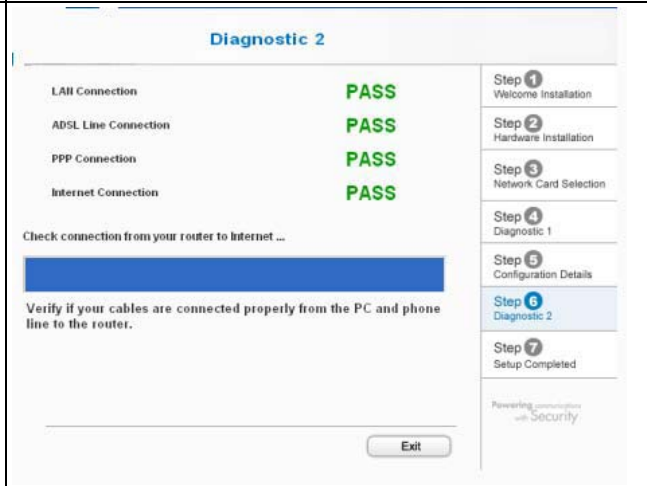 Diagnostic 2
LAN Connection PASS
ADSL Line Connection PASS
PPP Connection PASS
Internet Connection PASS
Check connection from your router to Internet ...
Verify if your cables are connected properly from the PC and phone
line to the router.
Exit
Step 1
Welcome Installation
Step 2
Hardware Installation
Step 3
Network Card Selection
Step 4
Diagnostic 1
Step 5
Configuration Details
Step 6
Diagnostic 2
Step 7
Setup Completed
Powering communications
with Security